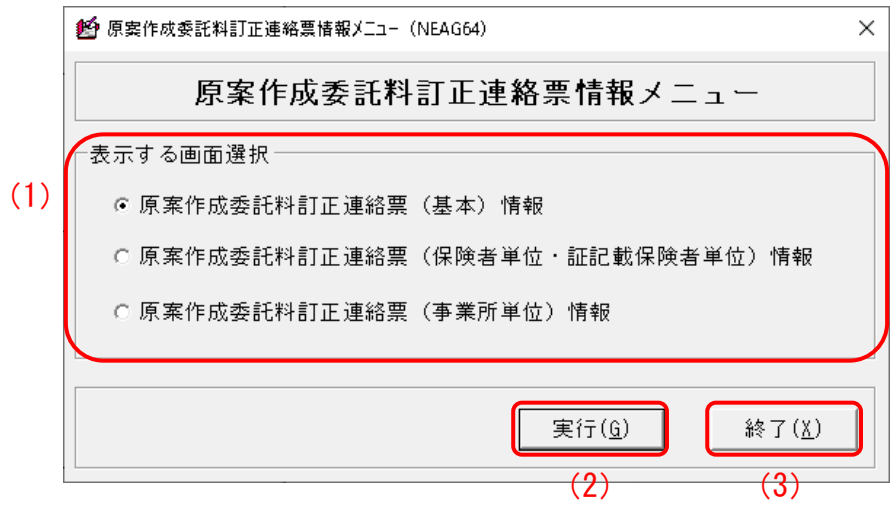 原案作成委託料訂正連絡票情報メニュー (NEAG64)
原案作成委託料訂正連絡票情報メニュー
表示する画面選択
(1)
原案作成委託料訂正連絡票（基本）情報
原案作成委託料訂正連絡票（保険者単位・証記載保険者単位）情報
原案作成委託料訂正連絡票（事業所単位）情報
実行(G) 終了(X)
(2) (3)